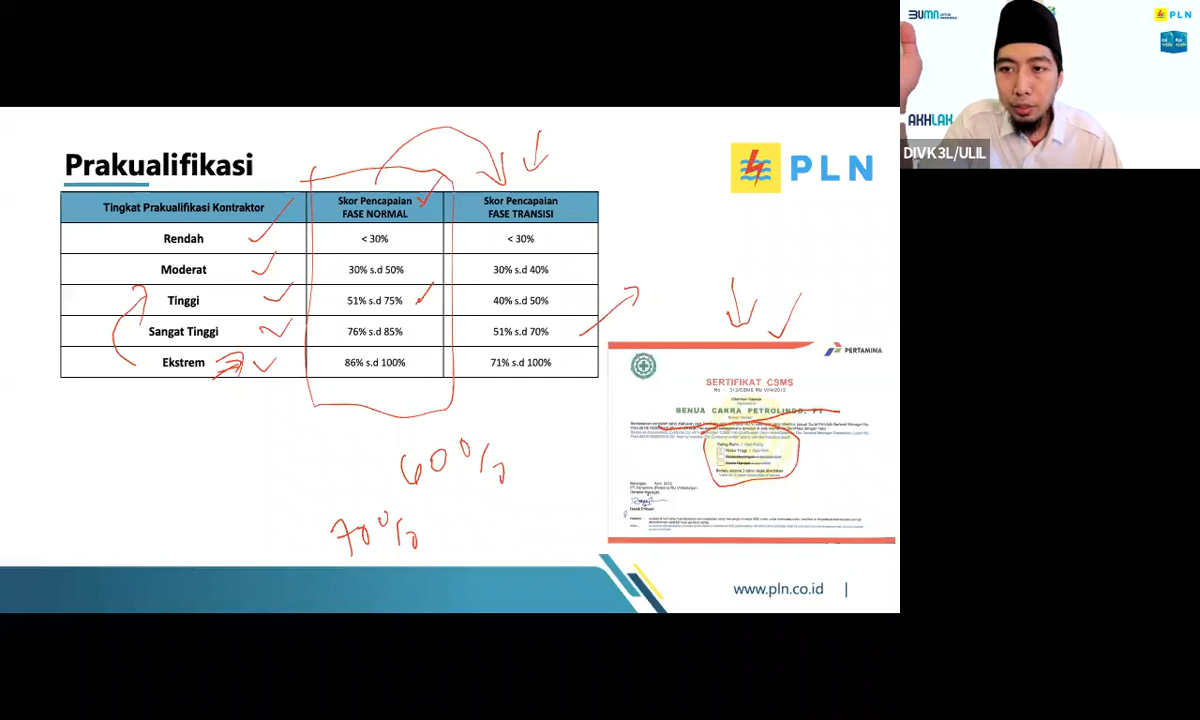 BUMN
UNTUK
INDONESIA
PLN
AKHLAK
DIVK3L/ULIL
Prakualifikasi
PLN
Tingkat Prakualifikasi Kontraktor
Skor Pencapaian
FASE NORMAL
Skor Pencapaian
FASE TRANSISI
Rendah
< 30%
< 30%
Moderat
30% s.d 50%
30% s.d 40%
Tinggi
51% s.d 75%
40% s.d 50%
Sangat Tinggi
76% s.d 85%
51% s.d 70%
Ekstrem
86% s.d 100%
71% s.d 100%
60%
70%
PERTAMINA
SERTIFIKAT CSMS
BENUA CAKRA PETROLINDO, PT
www.pln.co.id |